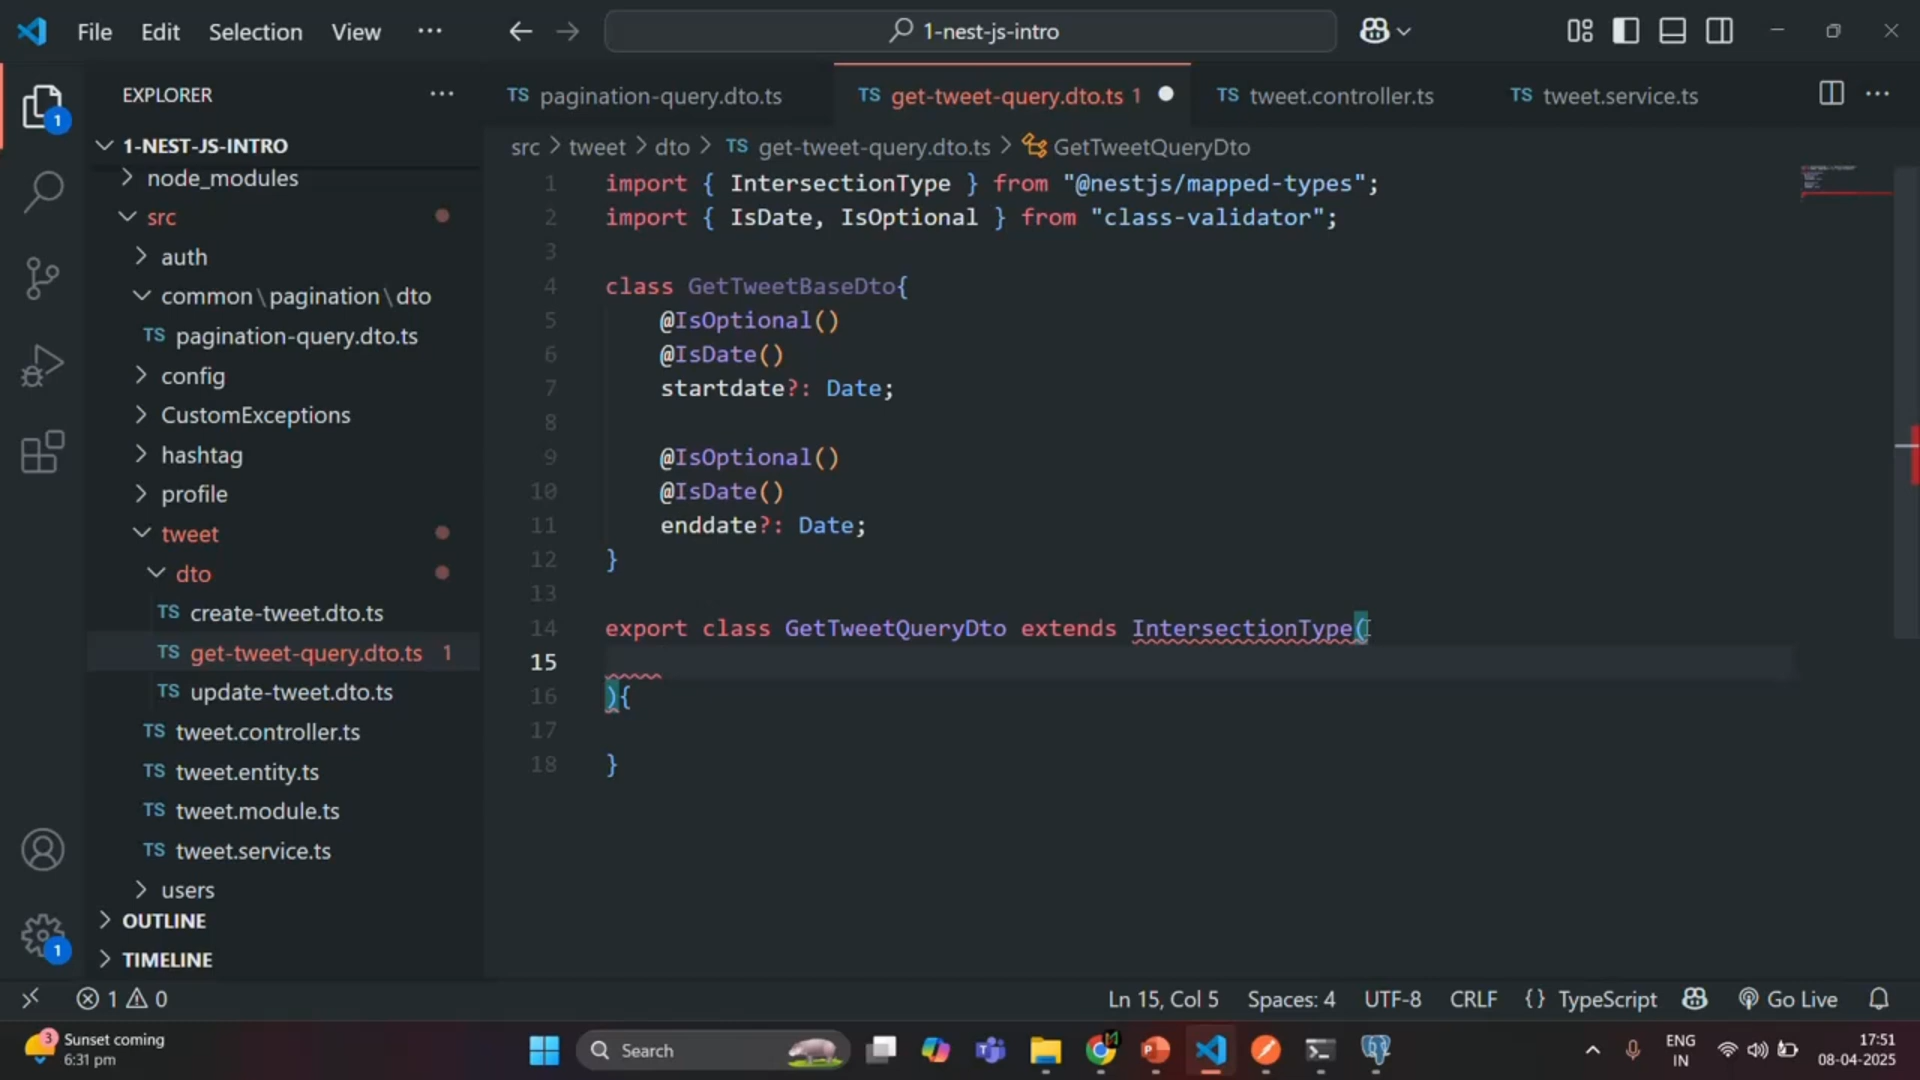 File Edit Selection View ···
1-nest-js-intro
EXPLORER ···
1-NEST-JS-INTRO
node_modules
src
auth
common\pagination\dto
TS pagination-query.dto.ts
config
CustomExceptions
hashtag
profile
tweet
dto
TS create-tweet.dto.ts
TS get-tweet-query.dto.ts 1
TS update-tweet.dto.ts
TS tweet.controller.ts
TS tweet.entity.ts
TS tweet.module.ts
TS tweet.service.ts
users
OUTLINE
TIMELINE
1
1
TS pagination-query.dto.ts TS get-tweet-query.dto.ts 1 TS tweet.controller.ts TS tweet.service.ts ···
src > tweet > dto > TS get-tweet-query.dto.ts > GetTweetQueryDto
1 import { IntersectionType } from "@nestjs/mapped-types";
2 import { IsDate, IsOptional } from "class-validator";
3
4 class GetTweetBaseDto{
5 @IsOptional()
6 @IsDate()
7 startdate?: Date;
8
9 @IsOptional()
10 @IsDate()
11 enddate?: Date;
12 }
13
14 export class GetTweetQueryDto extends IntersectionType(
15
16 ){
17
18 }
1 0 Ln 15, Col 5 Spaces: 4 UTF-8 CRLF {} TypeScript Go Live
3 Sunset coming
6:31 pm
Search
ENG
IN
17:51
08-04-2025